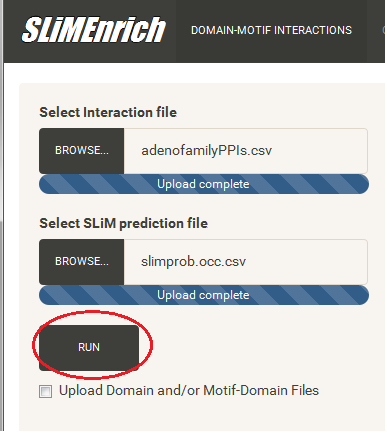 SLiMEnrich
DOMAIN-MOTIF INTERACTIONS
Select Interaction file
BROWSE... adenofamilyPPIs.csv
Upload complete
Select SLiM prediction file
BROWSE... slimprob.occ.csv
Upload complete
RUN
Upload Domain and/or Motif-Domain Files